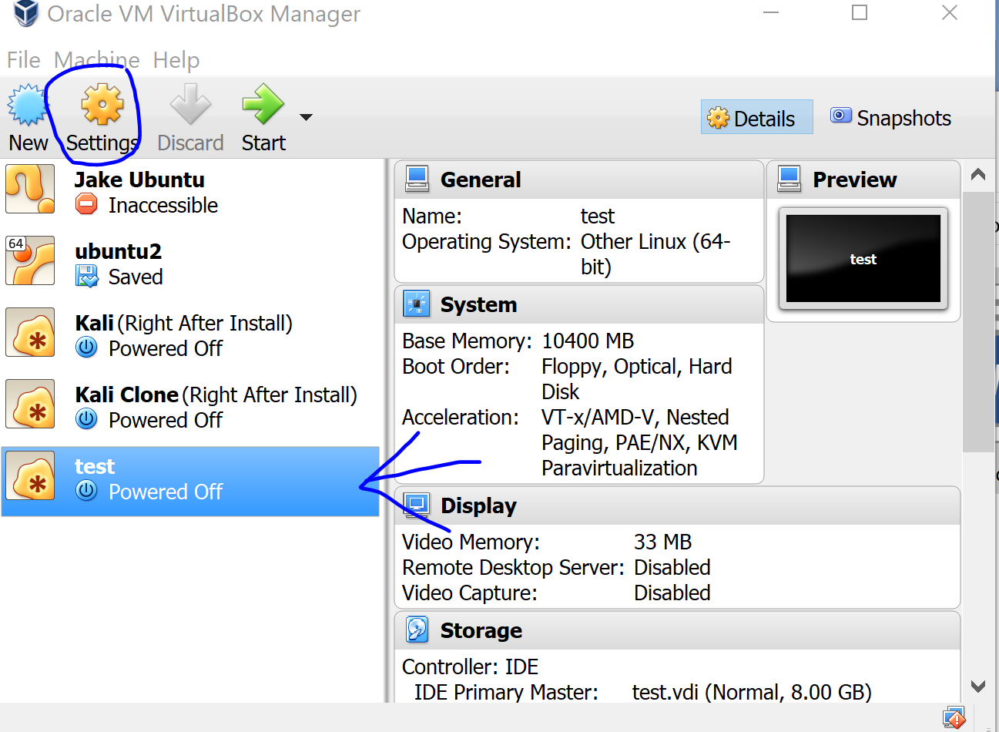 Oracle VM VirtualBox Manager
File Machine Help
New Settings Discard Start
Details Snapshots
Jake Ubuntu
Inaccessible
64
ubuntu2
Saved
Kali (Right After Install)
Powered Off
Kali Clone (Right After Install)
Powered Off
test
Powered Off
General
Name: test
Operating System: Other Linux (64-
bit)
Preview
test
System
Base Memory: 10400 MB
Boot Order: Floppy, Optical, Hard
Disk
Acceleration: VT-x/AMD-V, Nested
Paging, PAE/NX, KVM
Paravirtualization
Display
Video Memory: 33 MB
Remote Desktop Server: Disabled
Video Capture: Disabled
Storage
Controller: IDE
IDE Primary Master: test.vdi (Normal, 8.00 GB)